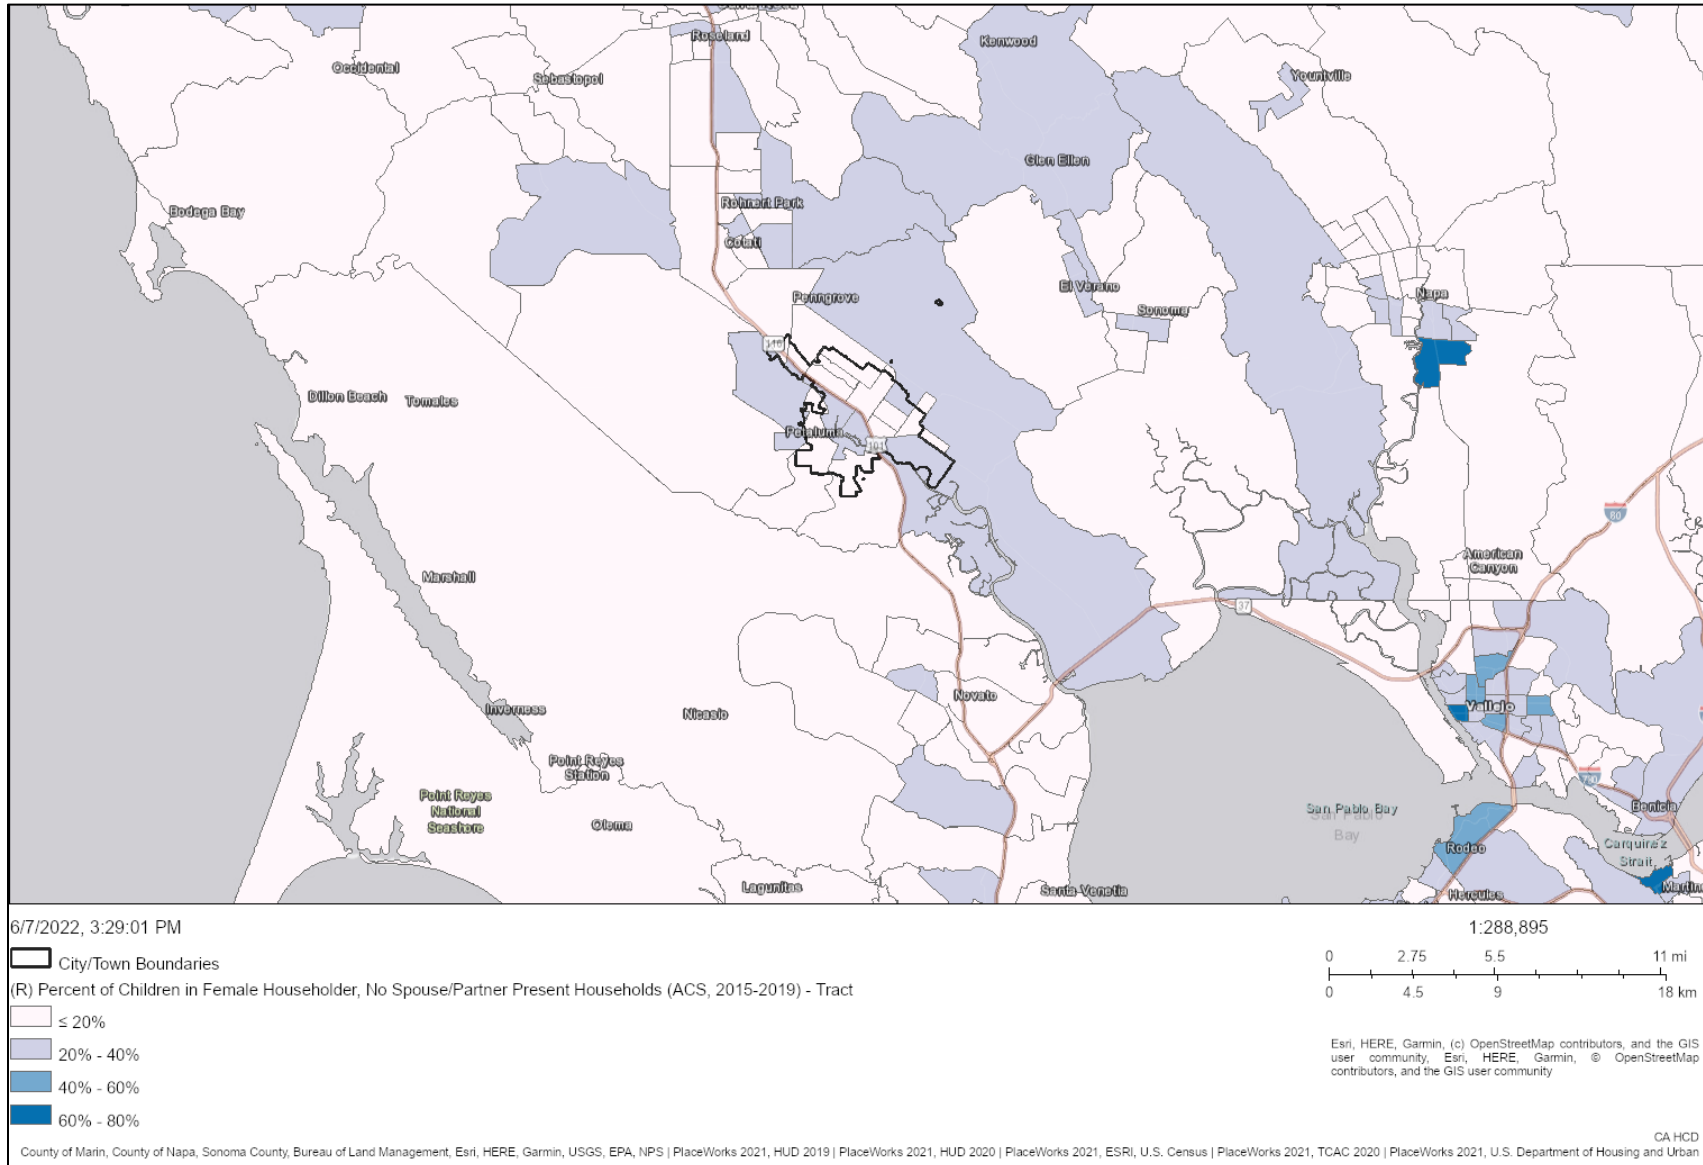 Roseland
Kenwood
Occidental
Sebastopol
Yountville
Glen Ellen
Rohnert Park
Bodega Bay
Cotati
Penngrove
El Verano
Napa
Sonoma
116
Dillon Beach
Tomales
Petaluma
101
80
American
Canyon
Marshall
37
Novato
Vallejo
Inverness
Nicasio
Point Reyes
Station
780
Point Reyes
National
Seashore
Olema
San Pablo Bay
San Pablo
Bay
Benicia
Rodeo
Carquinez
Strait
Lagunitas
Santa Venetia
Hercules
Martin
6/7/2022, 3:29:01 PM
1:288,895
City/Town Boundaries
0 2.75 5.5 11 mi
0 4.5 9 18 km
(R) Percent of Children in Female Householder, No Spouse/Partner Present Households (ACS, 2015-2019) - Tract
≤ 20%
20% - 40%
40% - 60%
60% - 80%
Esri, HERE, Garmin, (c) OpenStreetMap contributors, and the GIS
user community, Esri, HERE, Garmin, © OpenStreetMap
contributors, and the GIS user community
CA HCD
County of Marin, County of Napa, Sonoma County, Bureau of Land Management, Esri, HERE, Garmin, USGS, EPA, NPS | PlaceWorks 2021, HUD 2019 | PlaceWorks 2021, HUD 2020 | PlaceWorks 2021, ESRI, U.S. Census | PlaceWorks 2021, TCAC 2020 | PlaceWorks 2021, U.S. Department of Housing and Urban